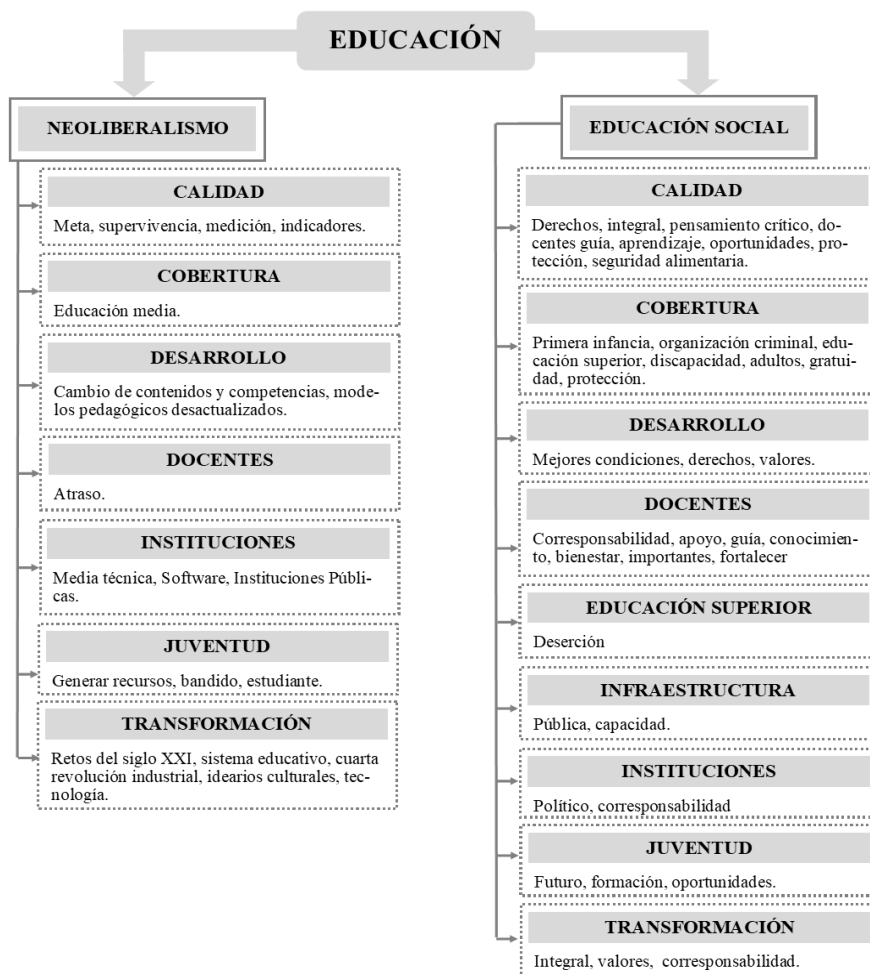 EDUCACIÓN
NEOLIBERALISMO
CALIDAD
Meta, supervivencia, medición, indicadores.
COBERTURA
Educación media.
DESARROLLO
Cambio de contenidos y competencias, mode-
los pedagógicos desactualizados.
DOCENTES
Atraso.
INSTITUCIONES
Media técnica, Software, Instituciones Públi-
cas.
JUVENTUD
Generar recursos, bandido, estudiante.
TRANSFORMACIÓN
Retos del siglo XXI, sistema educativo, cuarta
revolución industrial, idearios culturales, tec-
nología.
EDUCACIÓN SOCIAL
CALIDAD
Derechos, integral, pensamiento crítico, do-
centes guía, aprendizaje, oportunidades, pro-
tección, seguridad alimentaria.
COBERTURA
Primera infancia, organización criminal, edu-
cación superior, discapacidad, adultos, gratui-
dad, protección.
DESARROLLO
Mejores condiciones, derechos, valores.
DOCENTES
Corresponsabilidad, apoyo, guía, conocimien-
to, bienestar, importantes, fortalecer
EDUCACIÓN SUPERIOR
Deserción
INFRAESTRUCTURA
Pública, capacidad.
INSTITUCIONES
Político, corresponsabilidad
JUVENTUD
Futuro, formación, oportunidades.
TRANSFORMACIÓN
Integral, valores, corresponsabilidad.